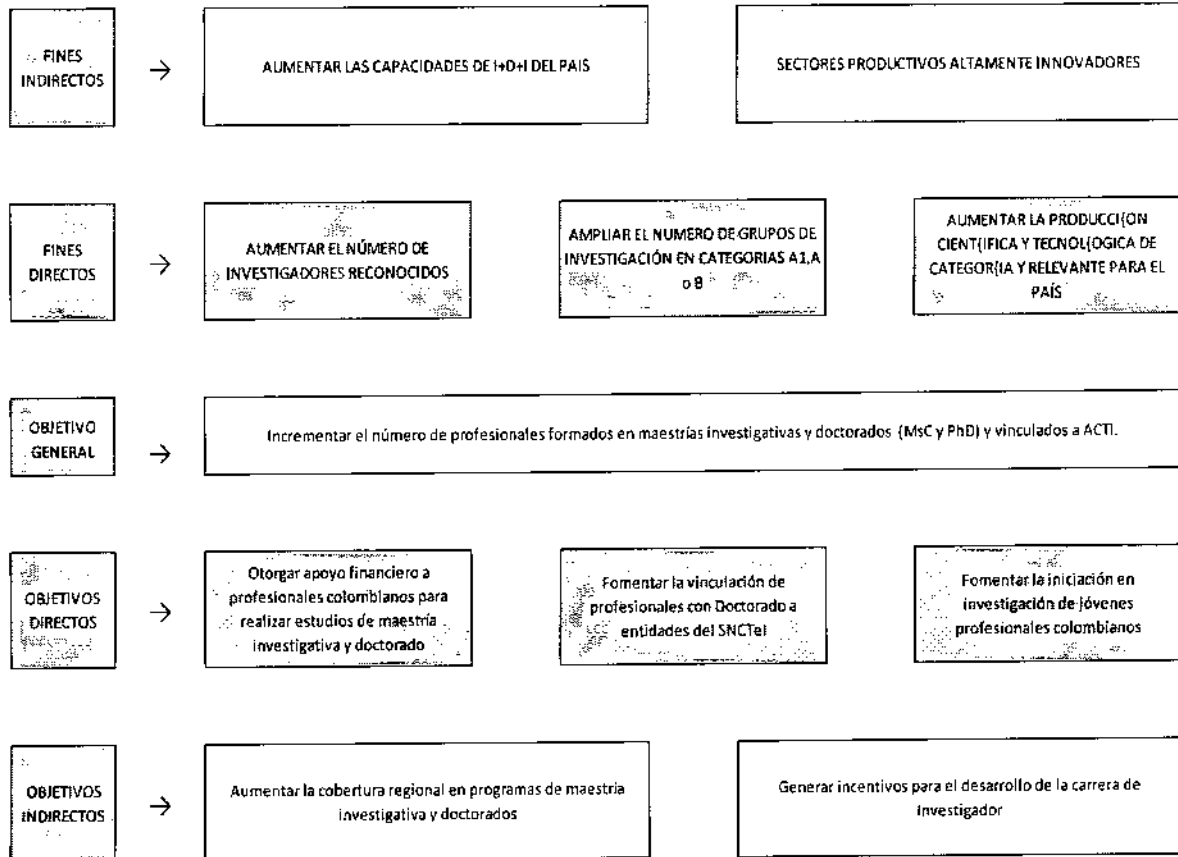 FINES
INDIRECTOS
→
AUMENTAR LAS CAPACIDADES DE I+D+I DEL PAIS
SECTORES PRODUCTIVOS ALTAMENTE INNOVADORES
FINES
DIRECTOS
→
AUMENTAR EL NÚMERO DE
INVESTIGADORES RECONOCIDOS
AMPLIAR EL NUMERO DE GRUPOS DE
INVESTIGACIÓN EN CATEGORIAS A1,A
o B
AUMENTAR LA PRODUCCI{ON
CIENT{IFICA Y TECNOL{OGICA DE
CATEGOR{IA Y RELEVANTE PARA EL
PAÍS
OBJETIVO
GENERAL
→
Incrementar el número de profesionales formados en maestrías investigativas y doctorados (MsC y PhD) y vinculados a ACTI.
OBJETIVOS
DIRECTOS
→
Otorgar apoyo financiero a
profesionales colombianos para
realizar estudios de maestría
investigativa y doctorado
Fomentar la vinculación de
profesionales con Doctorado a
entidades del SNCTeI
Fomentar la iniciación en
investigación de jóvenes
profesionales colombianos
OBJETIVOS
INDIRECTOS
→
Aumentar la cobertura regional en programas de maestria
investigativa y doctorados
Generar incentivos para el desarrollo de la carrera de
Investigador